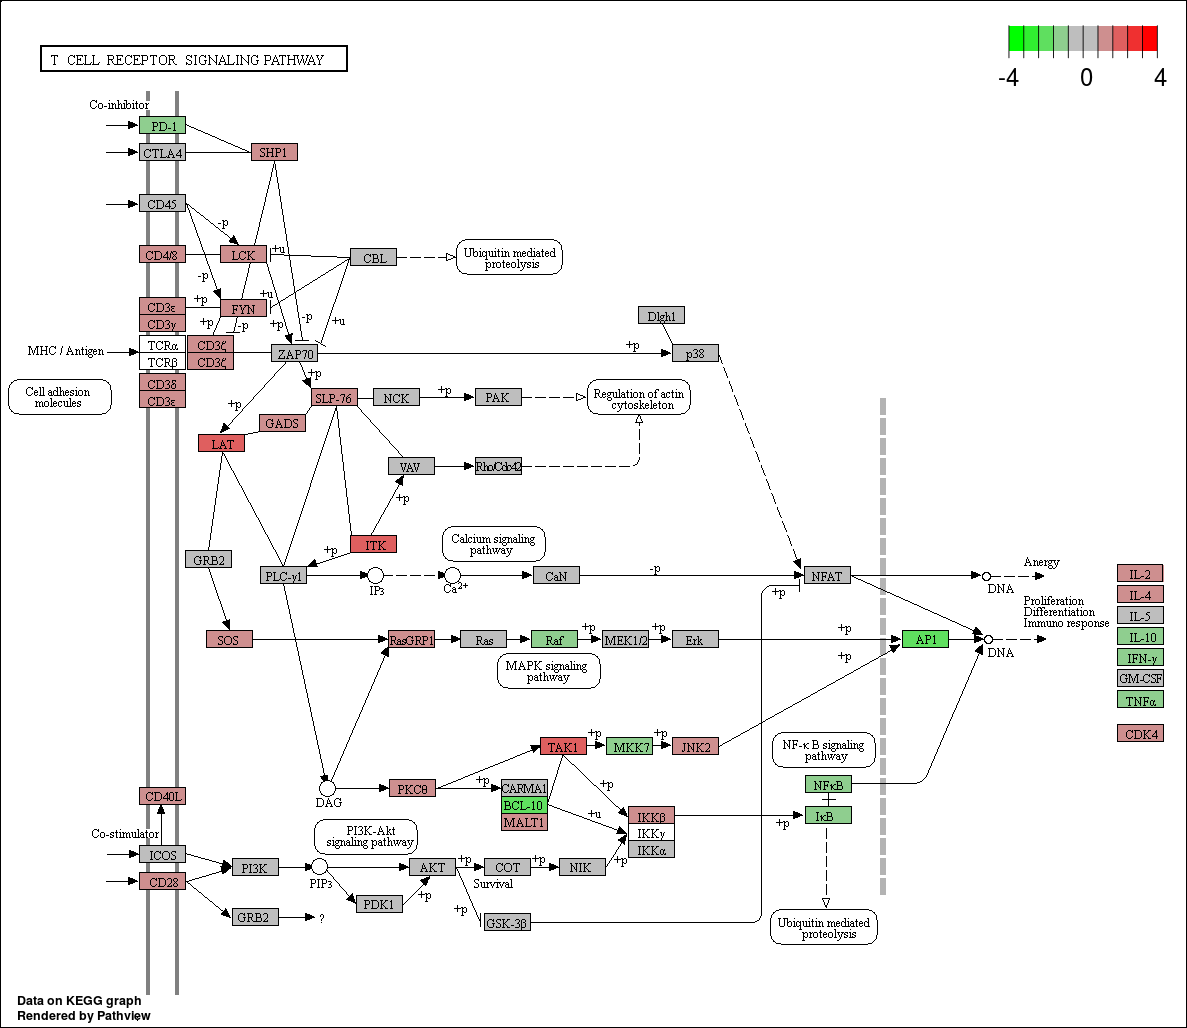 T CELL RECEPTOR SIGNALING PATHWAY
-4 0 4
Co-inhibitor
PD-1
CTLA4
SHP1
CD45
-p
CD4/8
LCK
+u
CBL
Ubiquitin mediated
proteolysis
-p
CD3ε
+p
FYN
+u
CD3γ
+p
-p
+p
-p
+u
Dlgh1
MHC / Antigen
TCRα
CD3ζ
ZAP70
+p
p38
TCRβ
CD3ζ
+p
Cell adhesion
molecules
CD3δ
CD3ε
SLP-76
NCK
+p
PAK
Regulation of actin
cytoskeleton
+p
GADS
LAT
VAV
Rho/Cdc42
+p
ITK
+p
Calcium signaling
pathway
GRB2
PLC-γ1
IP3
Ca2+
CaN
-p
NFAT
+p
DNA
Anergy
Proliferation
Differentiation
Immuno response
IL-2
IL-4
IL-5
IL-10
IFN-γ
GM-CSF
TNFα
CDK4
SOS
RasGRP1
Ras
Raf
+p
MEK1/2
+p
Erk
+p
AP1
DNA
+p
MAPK signaling
pathway
TAK1
+p
MKK7
+p
JNK2
NF-κB signaling
pathway
DAG
PKCθ
+p
CARMA1
BCL-10
MALT1
+p
+u
IKKβ
IKKγ
IKKα
+p
NFκB
IκB
CD40L
Co-stimulator
ICOS
CD28
PI3K
PIP3
PI3K-Akt
signaling pathway
AKT
+p
COT
+p
NIK
+p
Survival
PDK1
+p
+p
GSK-3β
GRB2
?
Ubiquitin mediated
proteolysis
Data on KEGG graph
Rendered by Pathview